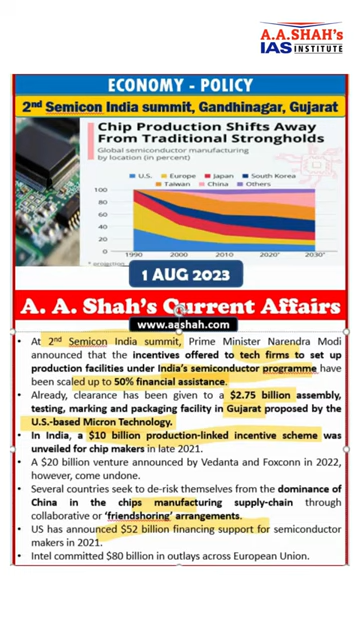 A.A.SHAH's
IAS INSTITUTE
ECONOMY - POLICY
2nd Semicon India summit, Gandhinagar, Gujarat
Chip Production Shifts Away
From Traditional Strongholds
Global semiconductor manufacturing
by location (in percent)
U.S. Europe Japan South Korea
Taiwan China Others
100
80
60
40
20
0
1990 2000 2010 2020* 2030*
1 AUG 2023
A. A. Shah's Current Affairs
www.aashah.com
• At 2nd Semicon India summit, Prime Minister Narendra Modi
announced that the incentives offered to tech firms to set up
production facilities under India's semiconductor programme have
been scaled up to 50% financial assistance.
• Already, clearance has been given to a $2.75 billion assembly,
testing, marking and packaging facility in Gujarat proposed by the
U.S.-based Micron Technology.
• In India, a $10 billion production-linked incentive scheme was
unveiled for chip makers in late 2021.
• A $20 billion venture announced by Vedanta and Foxconn in 2022,
however, come undone.
• Several countries seek to de-risk themselves from the dominance of
China in the chips manufacturing supply-chain through
collaborative or 'friendshoring' arrangements.
• US has announced $52 billion financing support for semiconductor
makers in 2021.
• Intel committed $80 billion in outlays across European Union.